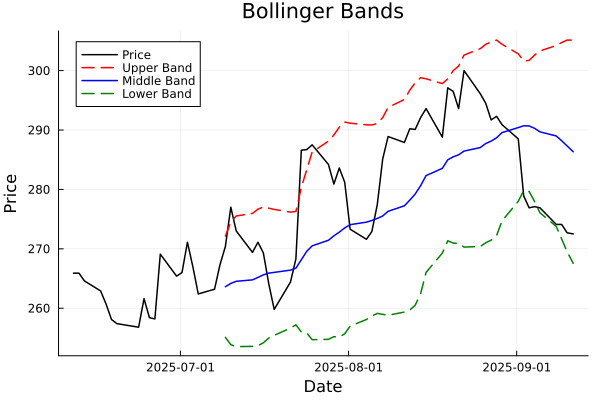 Bollinger Bands
Price
Upper Band
Middle Band
Lower Band
Price
300
290
280
270
260
2025-07-01
2025-08-01
2025-09-01
Date